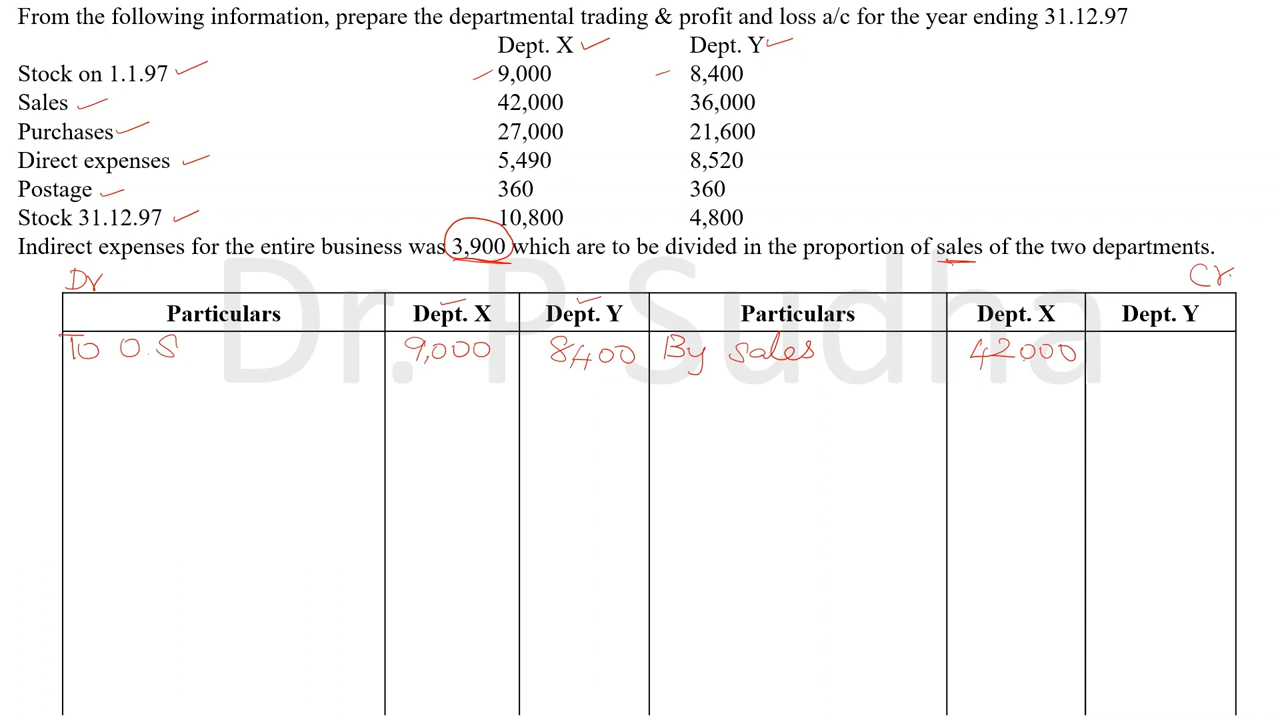 From the following information, prepare the departmental trading & profit and loss a/c for the year ending 31.12.97
Dept. X Dept. Y
Stock on 1.1.97 9,000 8,400
Sales 42,000 36,000
Purchases 27,000 21,600
Direct expenses 5,490 8,520
Postage 360 360
Stock 31.12.97 10,800 4,800
Indirect expenses for the entire business was 3,900 which are to be divided in the proportion of sales of the two departments.
Dr Cr.
Particulars Dept. X Dept. Y Particulars Dept. X Dept. Y
To O.S 9,000 8400 By Sales 42000
Dr. P Sudha